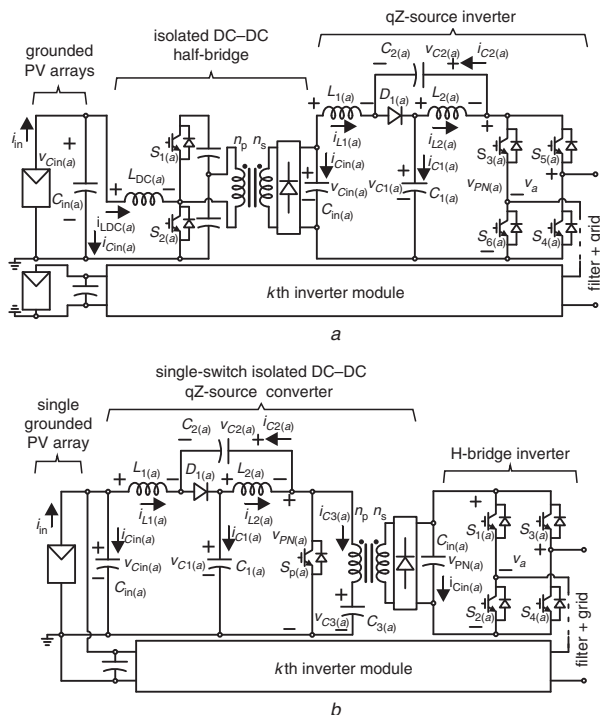 qZ-source inverter
isolated DC–DC
half-bridge
grounded
PV arrays
C2(a) vC2(a) iC2(a)
+ L1(a) – – + D1(a) + L2(a) –
iin
+
vCin(a)
Cin(a)
–
LDC(a)
+ –
iLDC(a)
iCin(a)
S1(a)
S2(a)
np ns
+
iCin(a)
vCin(a)
Cin(a)
–
iL1(a) iL2(a)
+
iC1(a)
vC1(a)
C1(a)
–
+
S3(a) S5(a)
+
vPN(a) va
–
S6(a) S4(a)
–
filter + grid
kth inverter module
a
single-switch isolated DC–DC
qZ-source converter
single
grounded
PV array
H-bridge inverter
C2(a) vC2(a) iC2(a)
– +
+ L1(a) – D1(a) + L2(a) –
iin
iL1(a) iL2(a)
+
iCin(a)
vCin(a)
–
Cin(a)
+
iC1(a)
vC1(a)
–
C1(a)
+
vPN(a)
Sp(a)
–
iC3(a)
np ns
+
vC3(a)
–
C3(a)
+
Cin(a)
vPN(a)
iCin(a)
–
+
S1(a) S3(a)
+
va
–
S2(a) S4(a)
–
filter + grid
kth inverter module
b